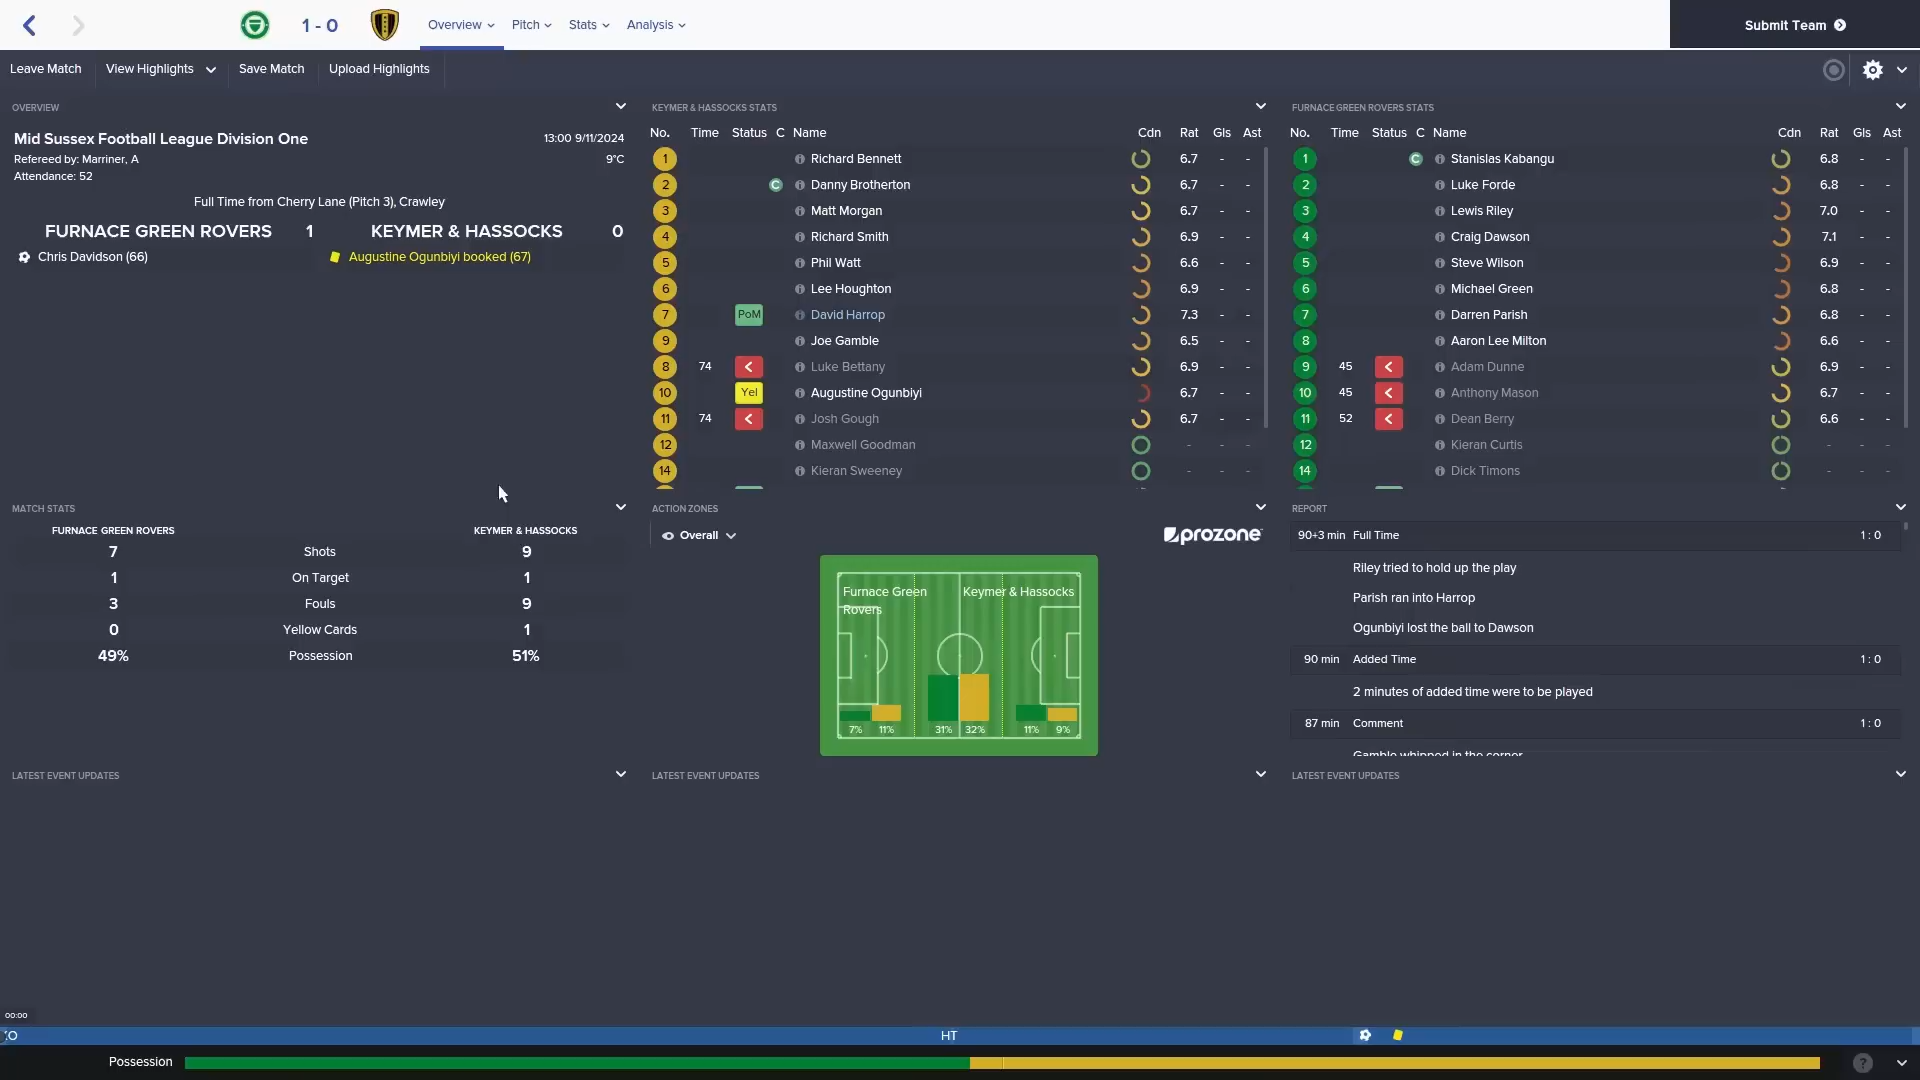 1 - 0
Overview
Pitch
Stats
Analysis
Submit Team
Leave Match
View Highlights
Save Match
Upload Highlights
OVERVIEW
Mid Sussex Football League Division One
13:00 9/11/2024
Refereed by: Marriner, A
9°C
Attendance: 52
Full Time from Cherry Lane (Pitch 3), Crawley
FURNACE GREEN ROVERS 1 KEYMER & HASSOCKS 0
Chris Davidson (66)
Augustine Ogunbiyi booked (67)
KEYMER & HASSOCKS STATS
No. Time Status C Name Cdn Rat Gls Ast
1 Richard Bennett 6.7 - -
2 C Danny Brotherton 6.7 - -
3 Matt Morgan 6.7 - -
4 Richard Smith 6.9 - -
5 Phil Watt 6.6 - -
6 Lee Houghton 6.9 - -
7 PoM David Harrop 7.3 - -
9 Joe Gamble 6.5 - -
8 74 Luke Bettany 6.9 - -
10 Yel Augustine Ogunbiyi 6.7 - -
11 74 Josh Gough 6.7 - -
12 Maxwell Goodman - - -
14 Kieran Sweeney - - -
FURNACE GREEN ROVERS STATS
No. Time Status C Name Cdn Rat Gls Ast
1 C Stanislas Kabangu 6.8 - -
2 Luke Forde 6.8 - -
3 Lewis Riley 7.0 - -
4 Craig Dawson 7.1 - -
5 Steve Wilson 6.9 - -
6 Michael Green 6.8 - -
7 Darren Parish 6.8 - -
8 Aaron Lee Milton 6.6 - -
9 45 Adam Dunne 6.9 - -
10 45 Anthony Mason 6.7 - -
11 52 Dean Berry 6.6 - -
12 Kieran Curtis - - -
14 Dick Timons - - -
MATCH STATS
FURNACE GREEN ROVERS KEYMER & HASSOCKS
7 Shots 9
1 On Target 1
3 Fouls 9
0 Yellow Cards 1
49% Possession 51%
ACTION ZONES
Overall
prozone
Furnace Green
Rovers
Keymer & Hassocks
7% 11% 31% 32% 11% 9%
REPORT
90+3 min Full Time 1 : 0
Riley tried to hold up the play
Parish ran into Harrop
Ogunbiyi lost the ball to Dawson
90 min Added Time 1 : 0
2 minutes of added time were to be played
87 min Comment 1 : 0
Gamble whipped in the corner
LATEST EVENT UPDATES
LATEST EVENT UPDATES
LATEST EVENT UPDATES
00:00
HT
Possession
?